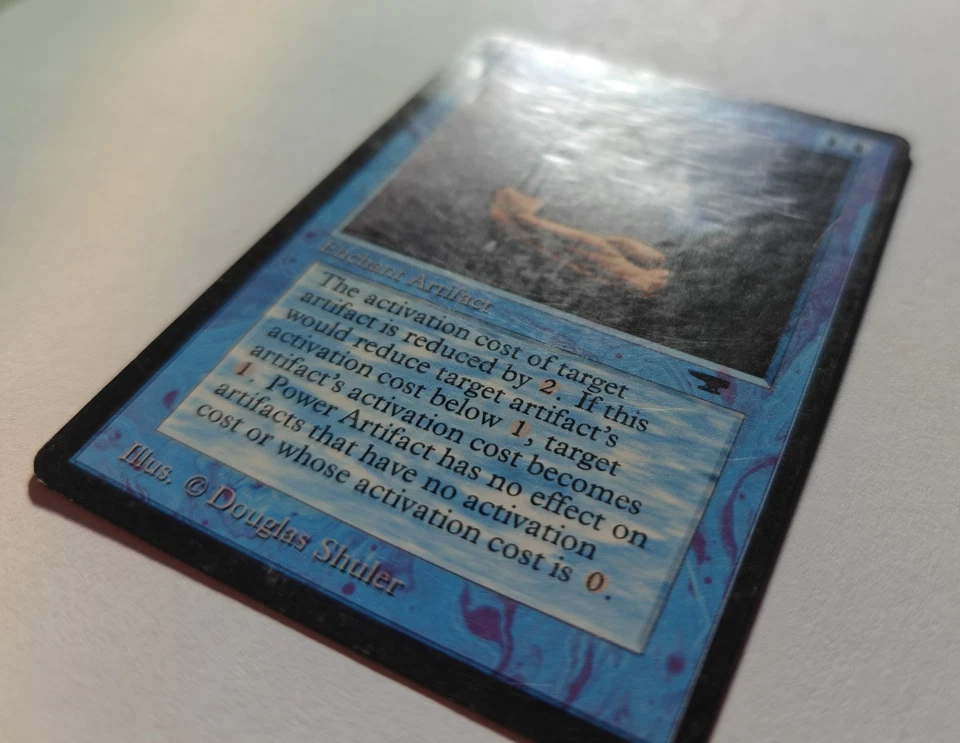 Enchant Artifact
The activation cost of target
artifact is reduced by 2. If this
would reduce target artifact's
activation cost below 1, target
artifact's activation cost becomes
1. Power Artifact has no effect on
artifacts that have no activation
cost or whose activation cost is 0.
Illus. © Douglas Shuler